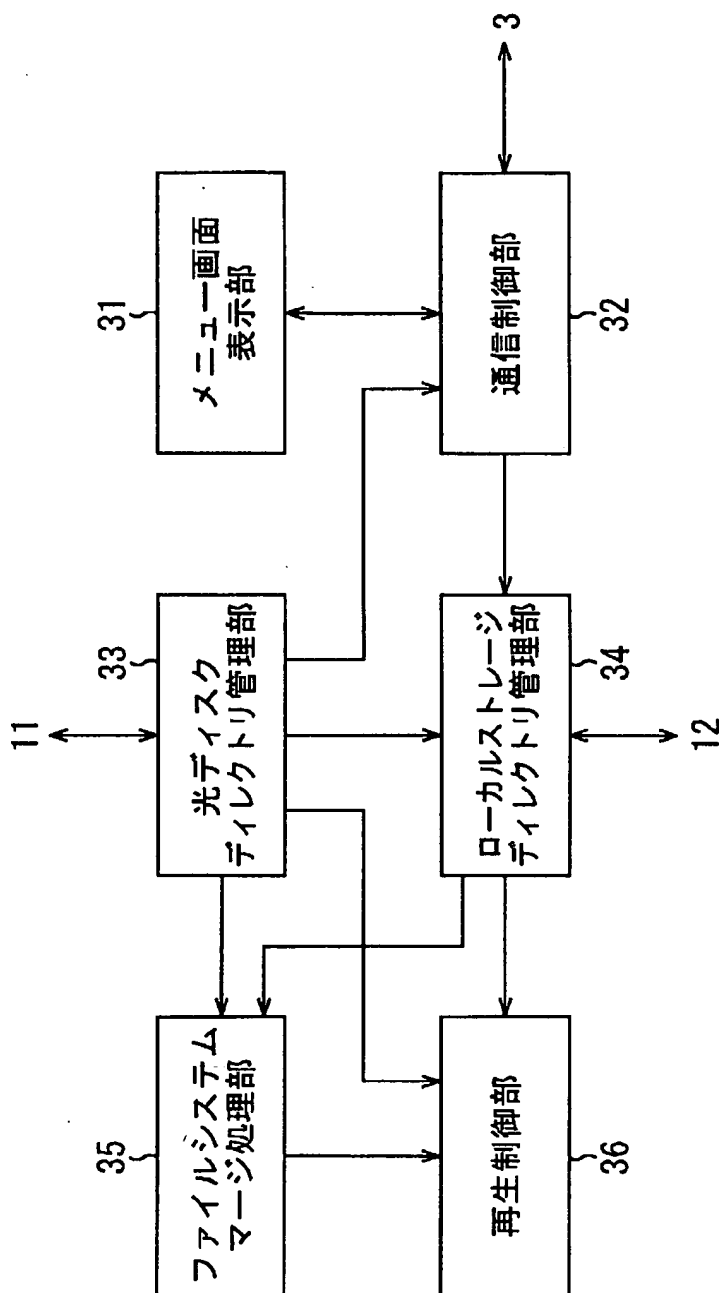 31
メニュー画面
表示部
3
32
通信制御部
11
33
光ディスク
ディレクトリ管理部
34
ローカルストレージ
ディレクトリ管理部
12
35
ファイルシステム
マージ処理部
36
再生制御部